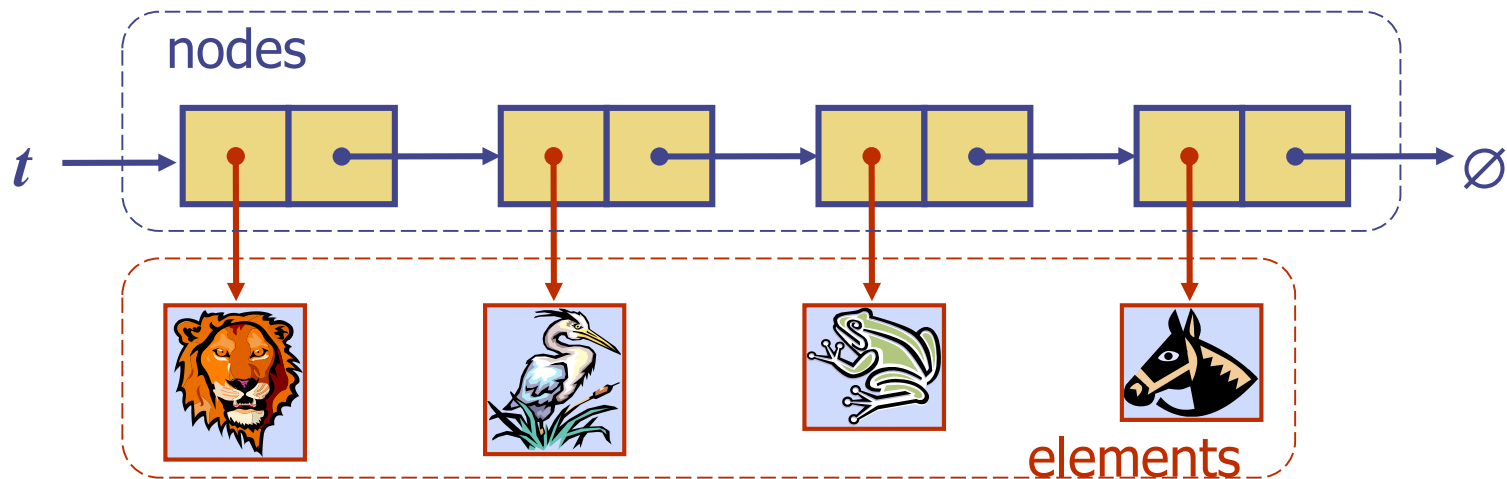 nodes
t
∅
elements